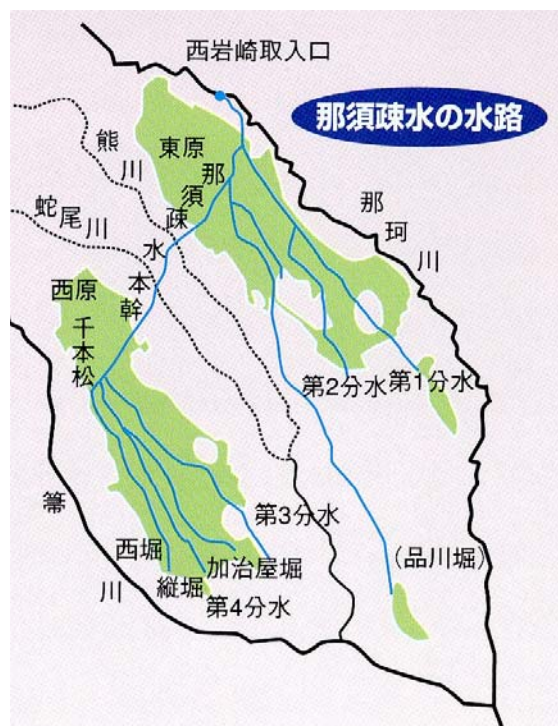 西岩崎取入口
那須疎水の水路
東原
熊川
蛇尾川
那須疎水本幹
那珂川
西原
千本松
第2分水
第1分水
箒川
第3分水
(品川堀)
西堀
縦堀
加治屋堀
第4分水